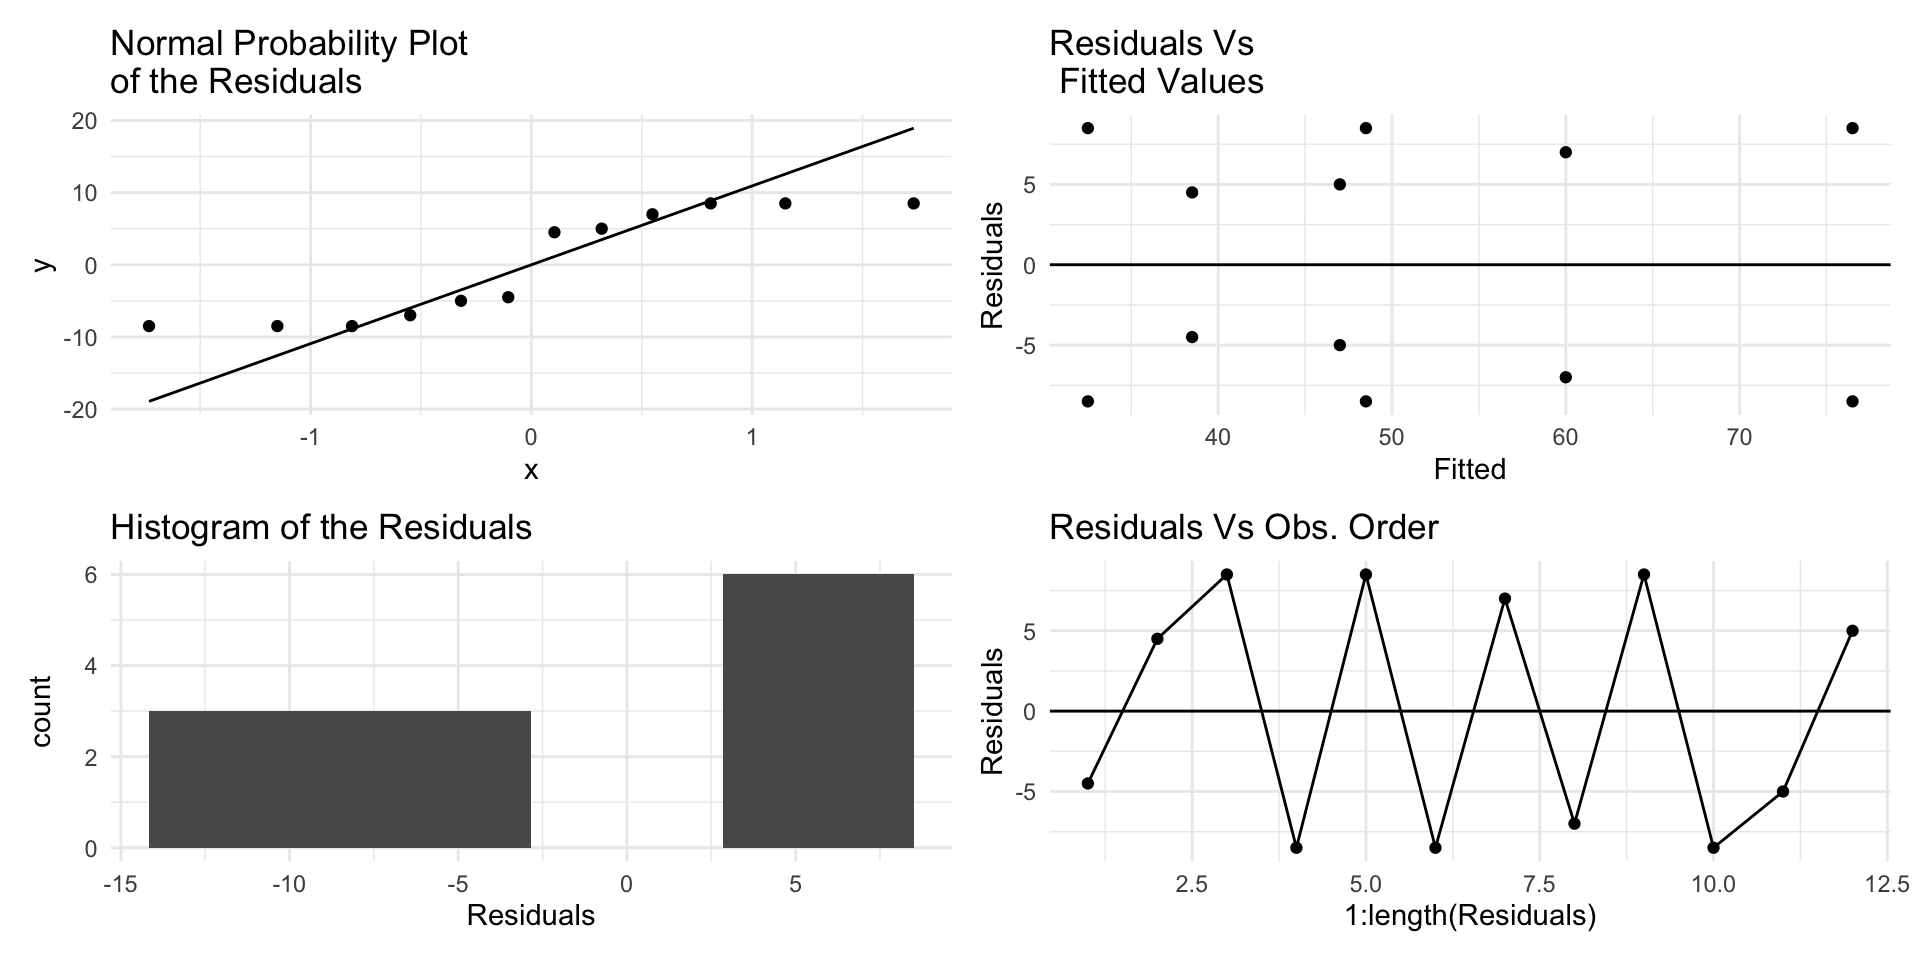 Normal Probability Plot
of the Residuals
20
10
0
-10
-20
y
-1
0
1
x
Residuals Vs
Fitted Values
5
0
-5
Residuals
40
50
60
70
Fitted
Histogram of the Residuals
6
4
2
0
count
-15
-10
-5
0
5
Residuals
Residuals Vs Obs. Order
5
0
-5
Residuals
2.5
5.0
7.5
10.0
12.5
1:length(Residuals)